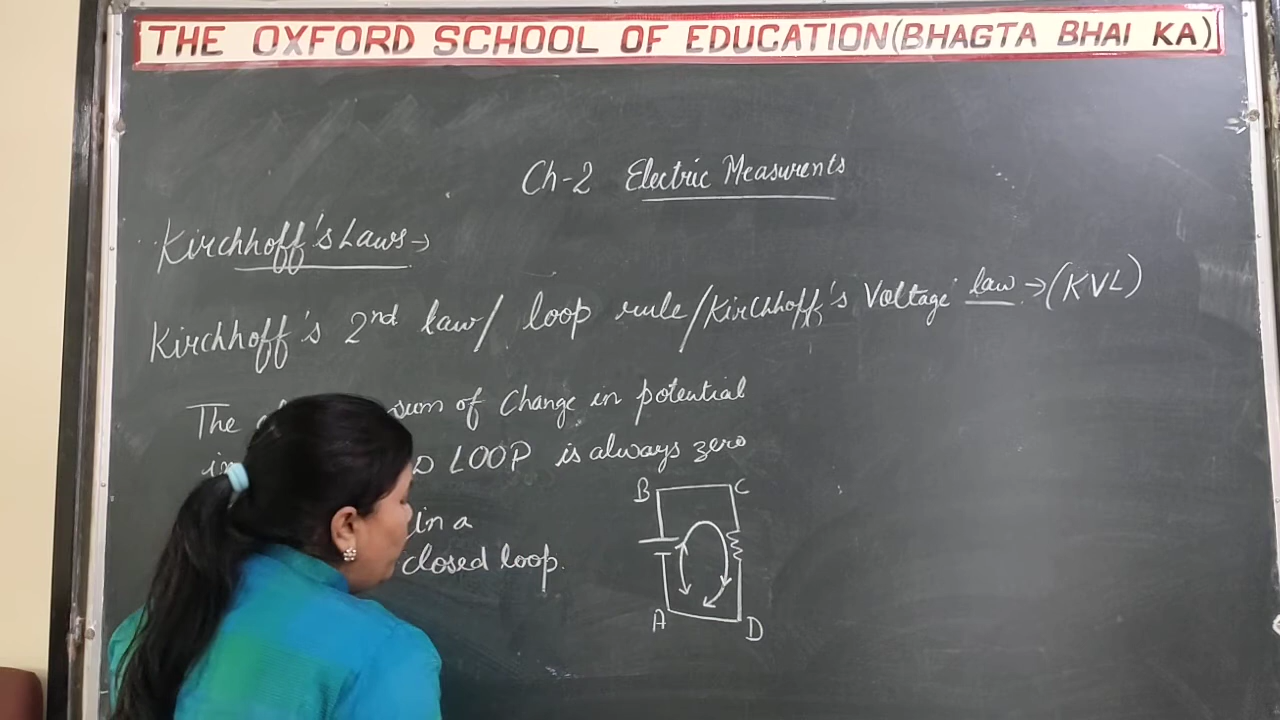 THE OXFORD SCHOOL OF EDUCATION(BHAGTA BHAI KA)
Ch-2 Electric Measurents
Kirchhoff's Laws→
Kirchhoff's 2nd law/ loop rule/Kirchhoff's Voltage law→(KVL)
The sum of Change in potential
in LOOP is always zero
B C
in a
closed loop.
A D